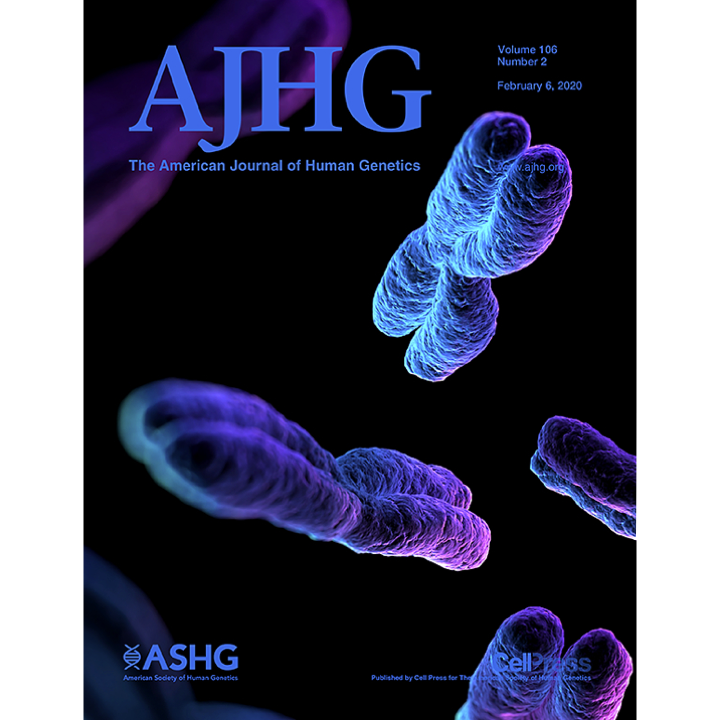 AJHG
The American Journal of Human Genetics
Volume 106
Number 2
February 6, 2020
www.ajhg.org
ASHG
American Society of Human Genetics
CellPress
Published by Cell Press for The American Society of Human Genetics